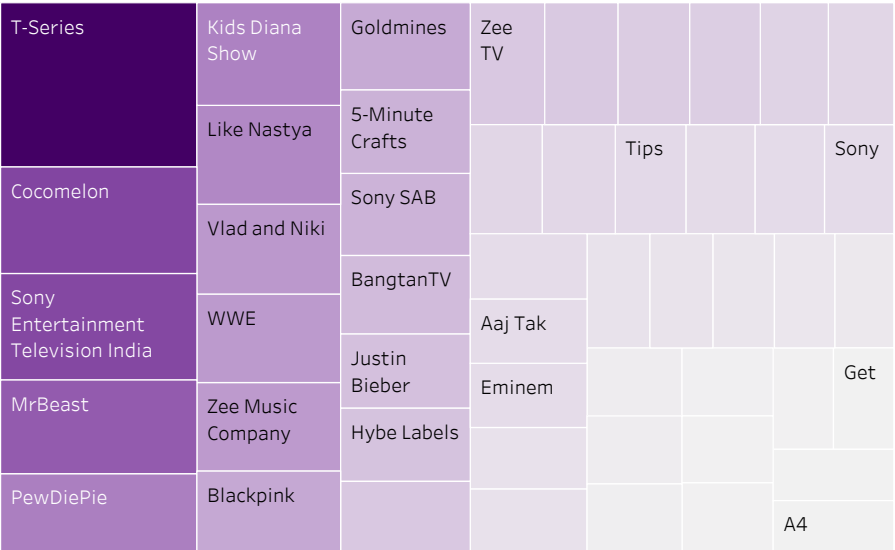 T-Series
Cocomelon
Sony
Entertainment
Television India
MrBeast
PewDiePie
Kids Diana
Show
Like Nastya
Vlad and Niki
WWE
Zee Music
Company
Blackpink
Goldmines
5-Minute
Crafts
Sony SAB
BangtanTV
Justin
Bieber
Hybe Labels
Zee
TV
Tips
Sony
Aaj Tak
Eminem
Get
A4